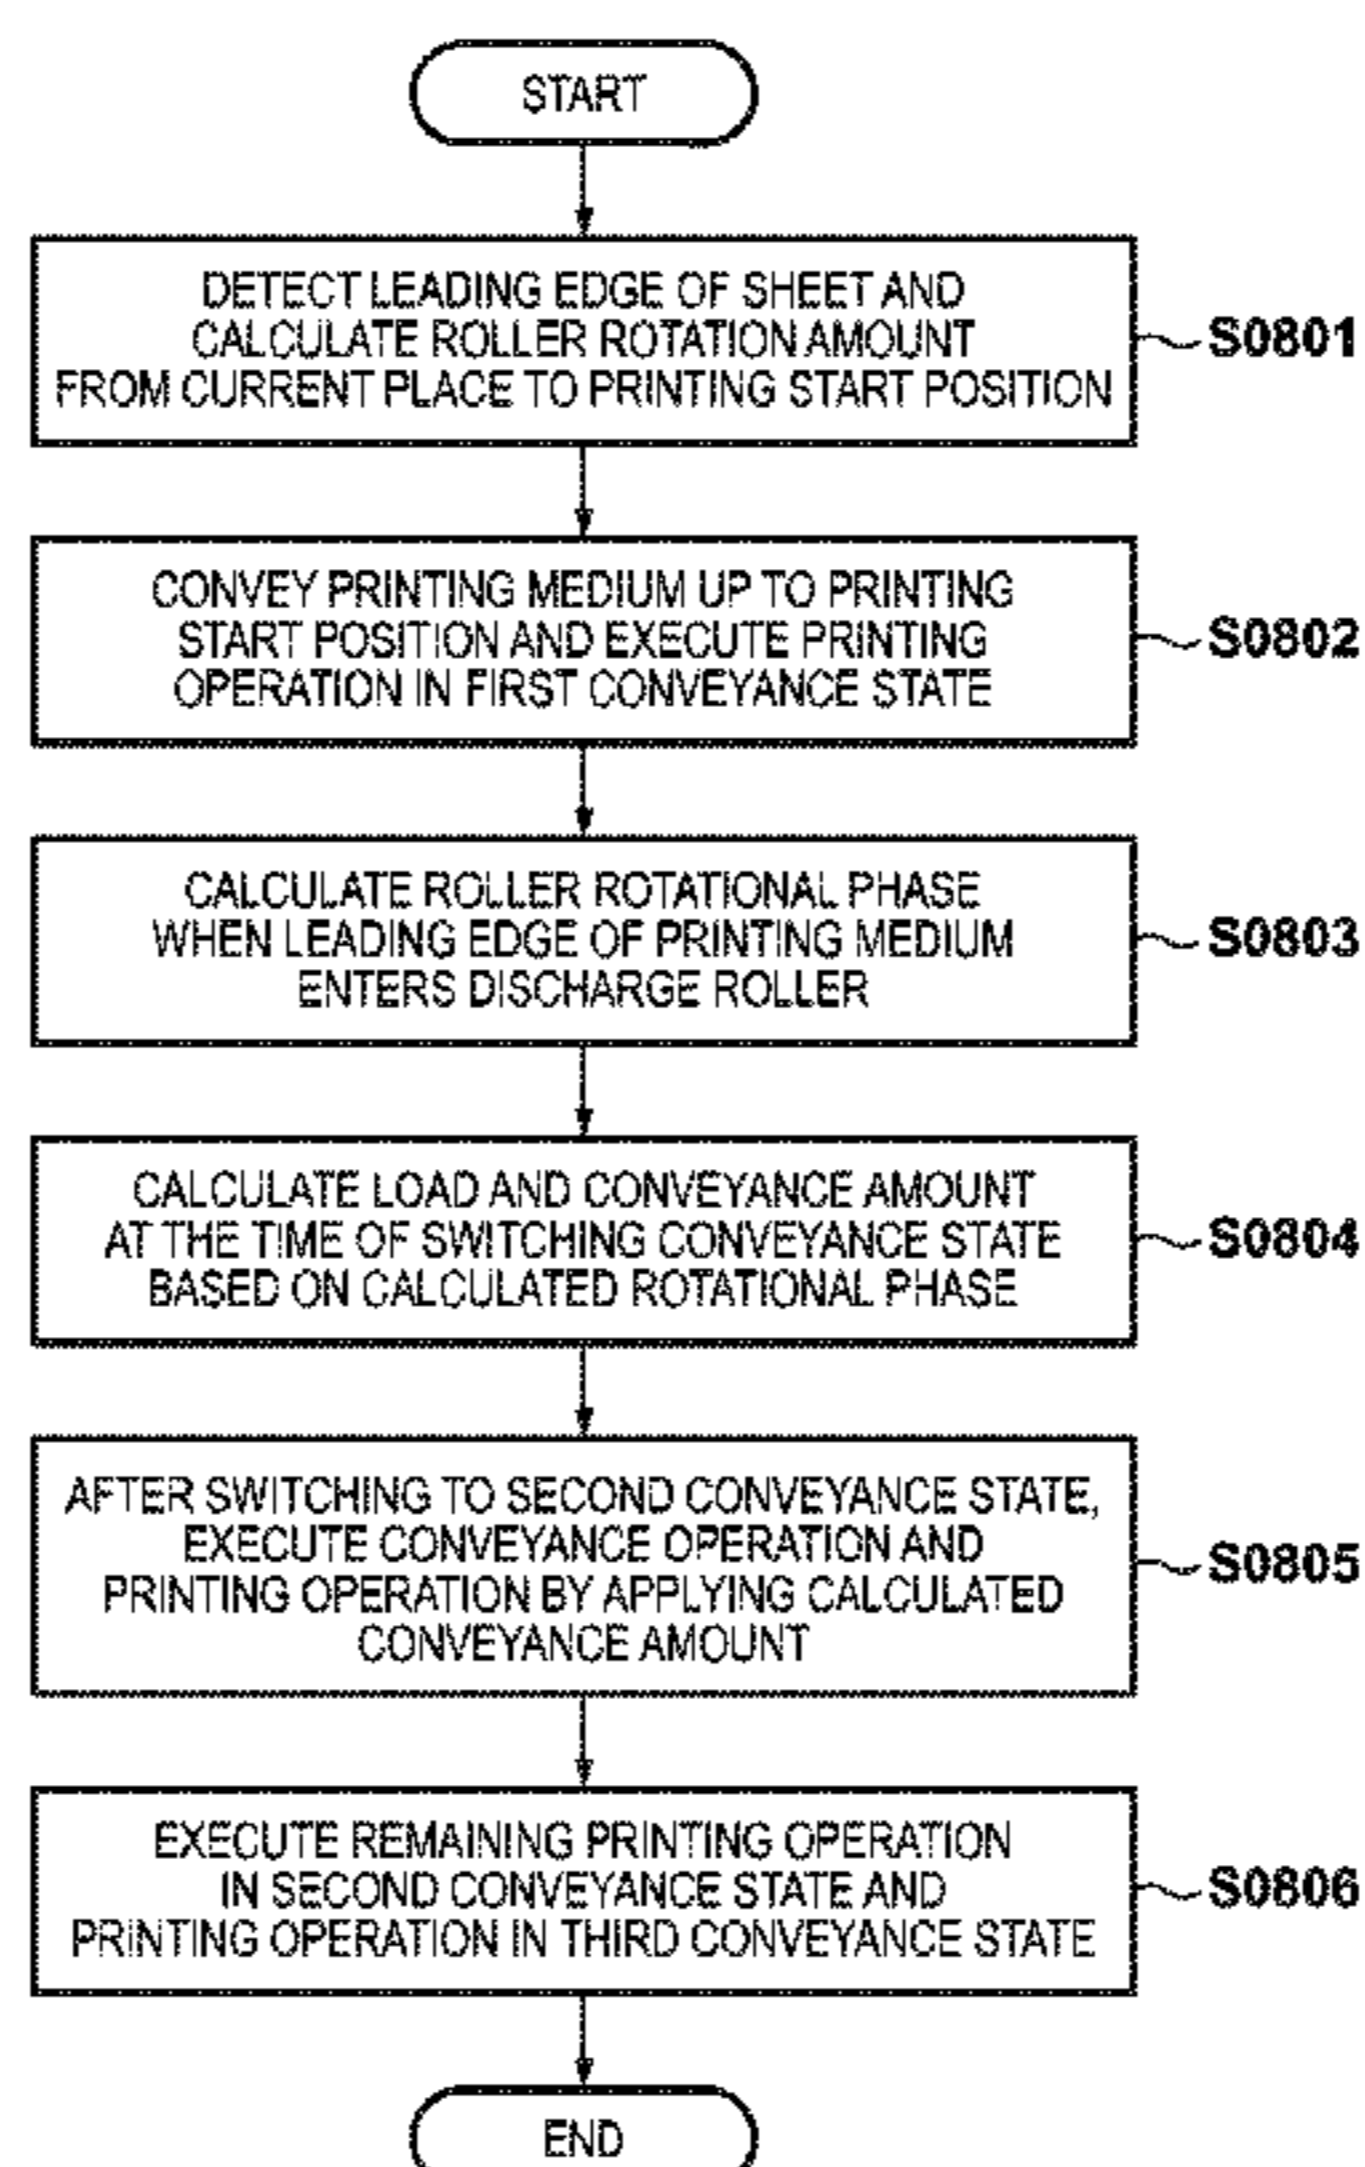 START
DETECT LEADING EDGE OF SHEET AND
CALCULATE ROLLER ROTATION AMOUNT
FROM CURRENT PLACE TO PRINTING START POSITION
S0801
CONVEY PRINTING MEDIUM UP TO PRINTING
START POSITION AND EXECUTE PRINTING
OPERATION IN FIRST CONVEYANCE STATE
S0802
CALCULATE ROLLER ROTATIONAL PHASE
WHEN LEADING EDGE OF PRINTING MEDIUM
ENTERS DISCHARGE ROLLER
S0803
CALCULATE LOAD AND CONVEYANCE AMOUNT
AT THE TIME OF SWITCHING CONVEYANCE STATE
BASED ON CALCULATED ROTATIONAL PHASE
S0804
AFTER SWITCHING TO SECOND CONVEYANCE STATE,
EXECUTE CONVEYANCE OPERATION AND
PRINTING OPERATION BY APPLYING CALCULATED
CONVEYANCE AMOUNT
S0805
EXECUTE REMAINING PRINTING OPERATION
IN SECOND CONVEYANCE STATE AND
PRINTING OPERATION IN THIRD CONVEYANCE STATE
S0806
END